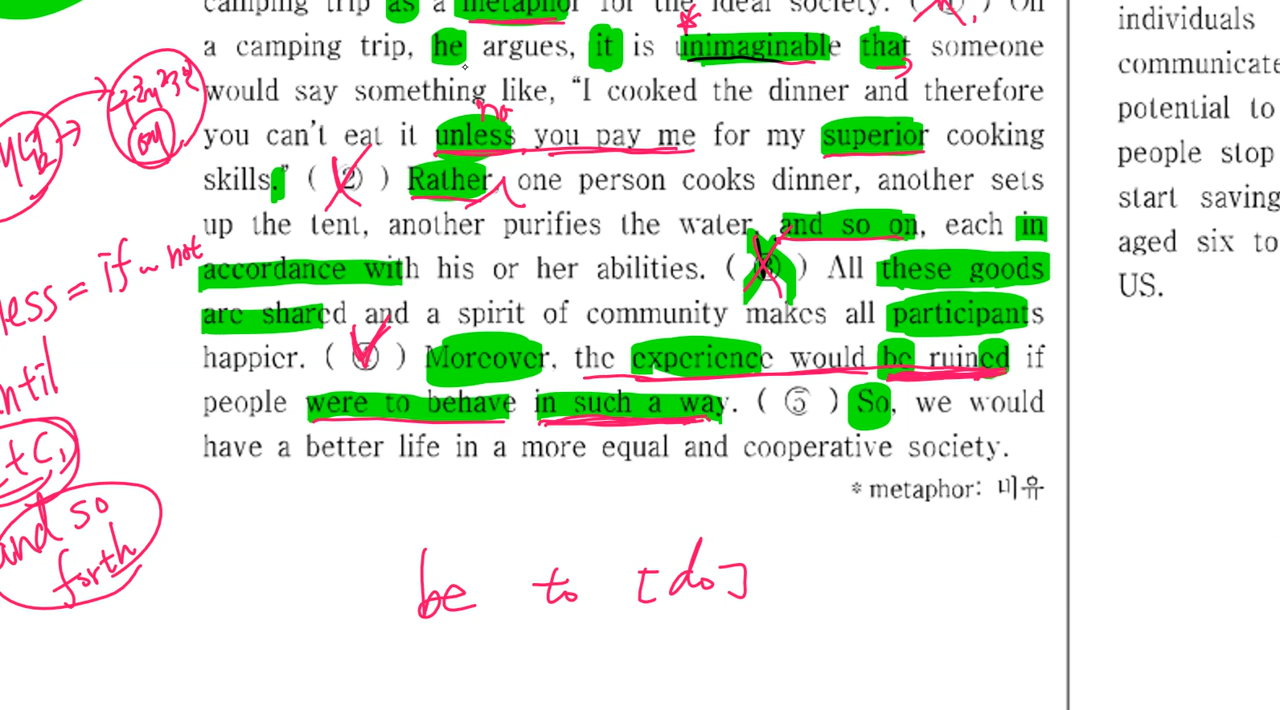 camping trip as a metaphor for the ideal society. ( ) On
a camping trip, he argues, it is unimaginable that someone
would say something like, “I cooked the dinner and therefore
no
you can't eat it unless you pay me for my superior cooking
skills.” ( ② ) Rather, one person cooks dinner, another sets
up the tent, another purifies the water, and so on, each in
accordance with his or her abilities. ( ③ ) All these goods
are shared and a spirit of community makes all participants
happier. ( ④ ) Moreover, the experience would be ruined if
people were to behave in such a way. ( ⑤ ) So, we would
have a better life in a more equal and cooperative society.
* metaphor: 비유
less = if ~ not
ntil
t C,
and so
forth
be to [do]
individuals
communicate
potential to
people stop
start saving
aged six to
US.